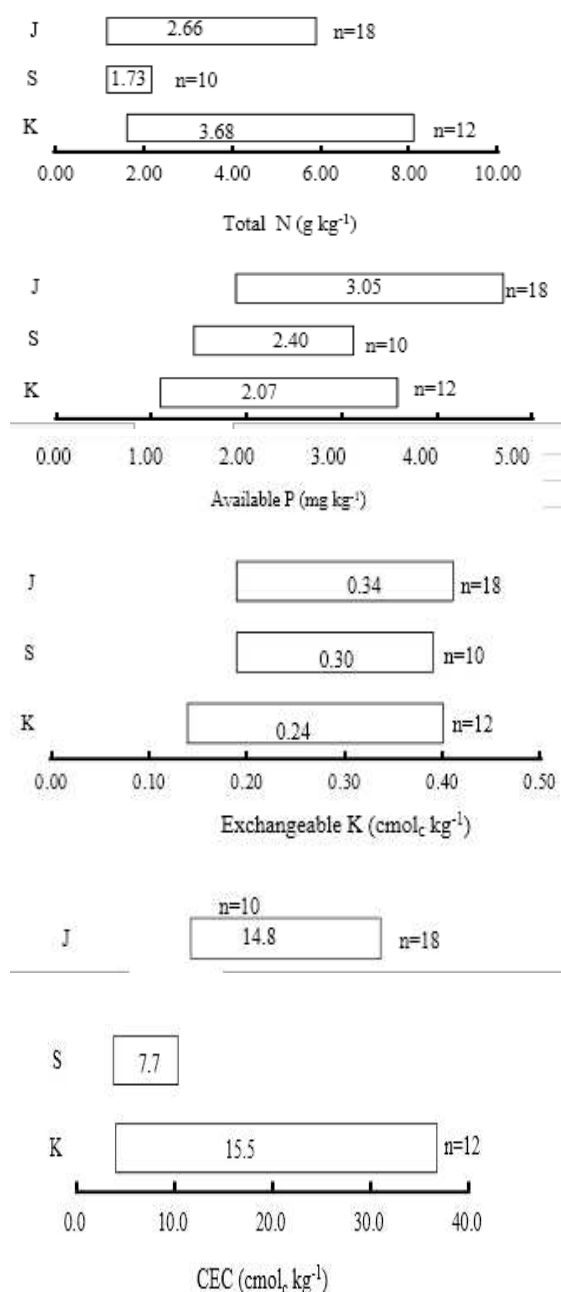 J 2.66 n=18
S 1.73 n=10
K 3.68 n=12
0.00 2.00 4.00 6.00 8.00 10.00
Total N (g kg⁻¹)
J 3.05 n=18
S 2.40 n=10
K 2.07 n=12
0.00 1.00 2.00 3.00 4.00 5.00
Available P (mg kg⁻¹)
J 0.34 n=18
S 0.30 n=10
K 0.24 n=12
0.00 0.10 0.20 0.30 0.40 0.50
Exchangeable K (cmol꜀ kg⁻¹)
n=10
J 14.8 n=18
S 7.7
K 15.5 n=12
0.0 10.0 20.0 30.0 40.0
CEC (cmol꜀ kg⁻¹)